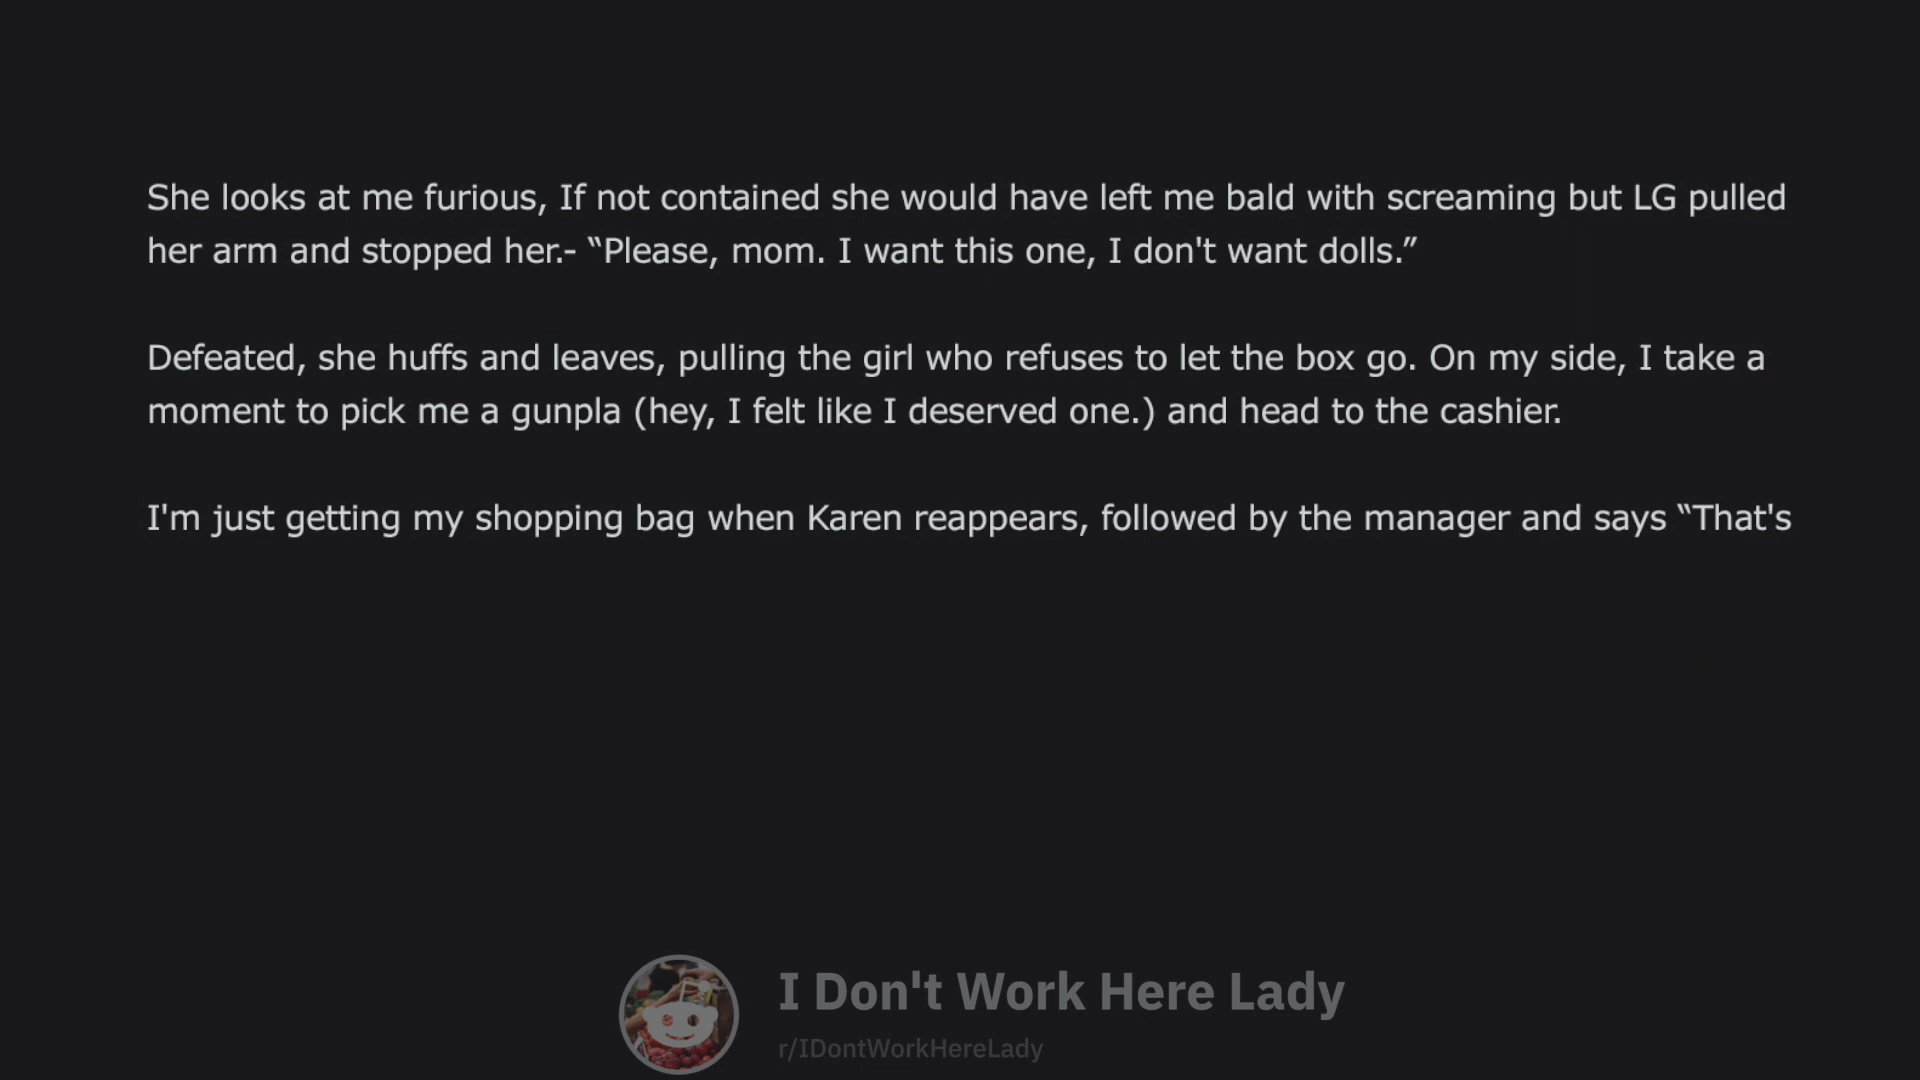 She looks at me furious, If not contained she would have left me bald with screaming but LG pulled
her arm and stopped her.- “Please, mom. I want this one, I don't want dolls.”
Defeated, she huffs and leaves, pulling the girl who refuses to let the box go. On my side, I take a
moment to pick me a gunpla (hey, I felt like I deserved one.) and head to the cashier.
I'm just getting my shopping bag when Karen reappears, followed by the manager and says “That's
I Don't Work Here Lady
r/IDontWorkHereLady